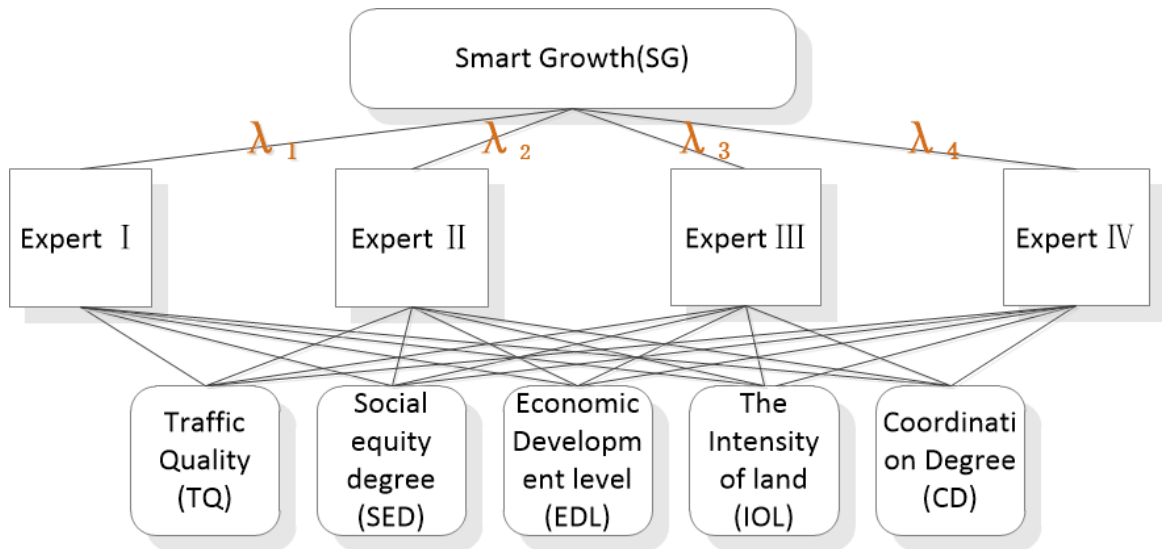 Smart Growth(SG)
λ 1
λ 2
λ 3
λ 4
Expert Ⅰ
Expert Ⅱ
Expert Ⅲ
Expert Ⅳ
Traffic
Quality
(TQ)
Social
equity
degree
(SED)
Economic
Developm
ent level
(EDL)
The
Intensity
of land
(IOL)
Coordinati
on Degree
(CD)